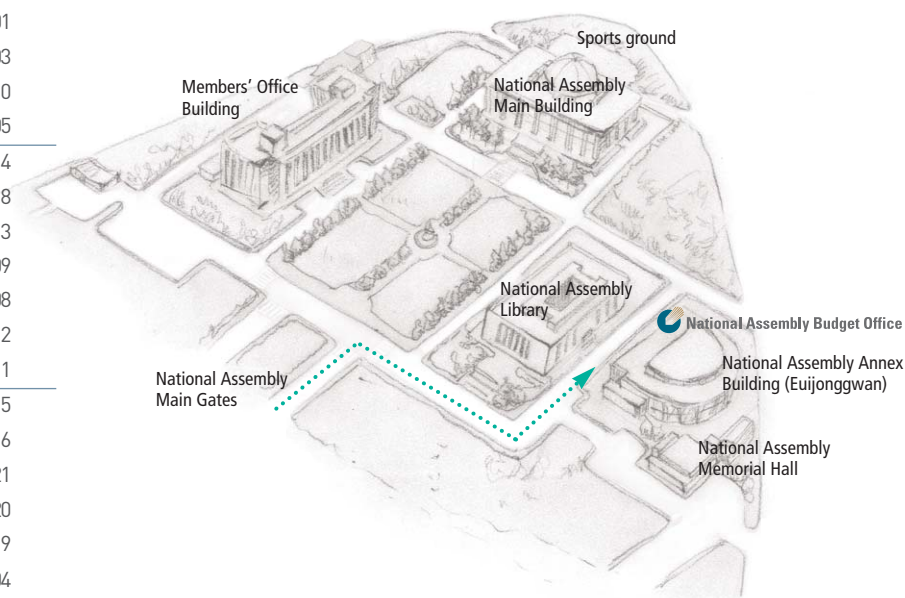 Sports ground
Members’ Office
Building
National Assembly
Main Building
National Assembly
Library
National Assembly Budget Office
National Assembly Annex
Building (Euijonggwan)
National Assembly
Main Gates
National Assembly
Memorial Hall